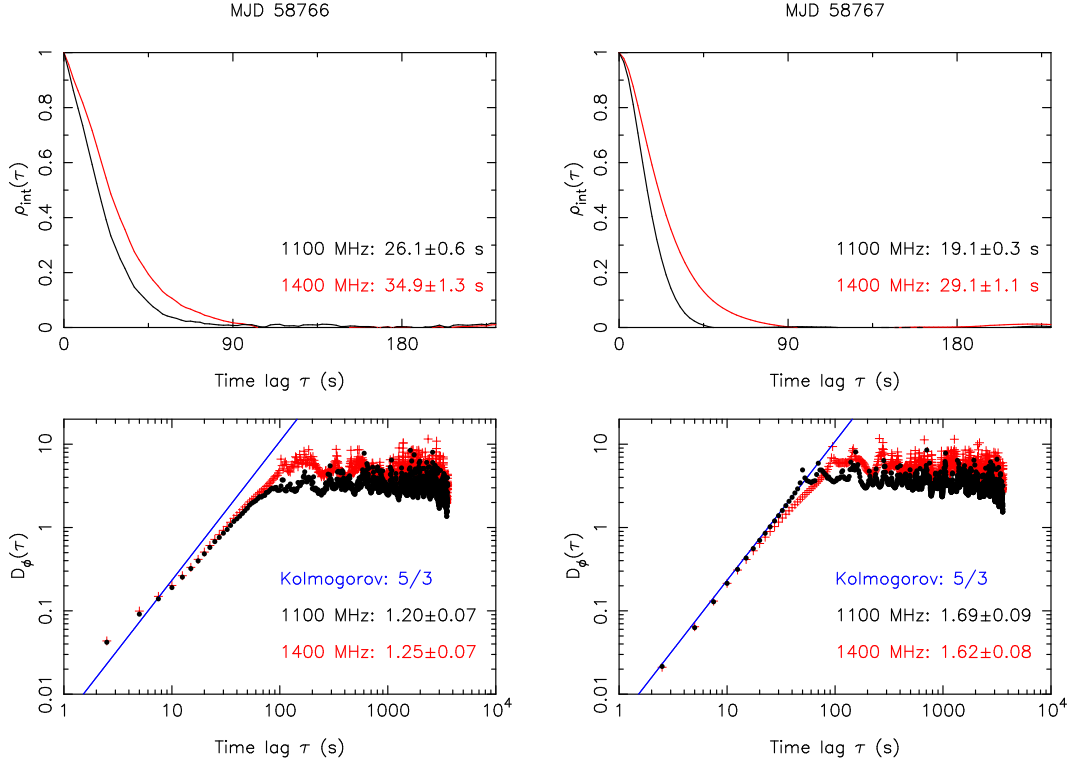 MJD 58766
1
0.8
0.6
0.4
0.2
0
ρint(τ)
1100 MHz: 26.1±0.6 s
1400 MHz: 34.9±1.3 s
0 90 180
Time lag τ (s)
MJD 58767
1
0.8
0.6
0.4
0.2
0
ρint(τ)
1100 MHz: 19.1±0.3 s
1400 MHz: 29.1±1.1 s
0 90 180
Time lag τ (s)
10
1
0.1
0.01
Dϕ(τ)
Kolmogorov: 5/3
1100 MHz: 1.20±0.07
1400 MHz: 1.25±0.07
1 10 100 1000 10⁴
Time lag τ (s)
10
1
0.1
0.01
Dϕ(τ)
Kolmogorov: 5/3
1100 MHz: 1.69±0.09
1400 MHz: 1.62±0.08
1 10 100 1000 10⁴
Time lag τ (s)